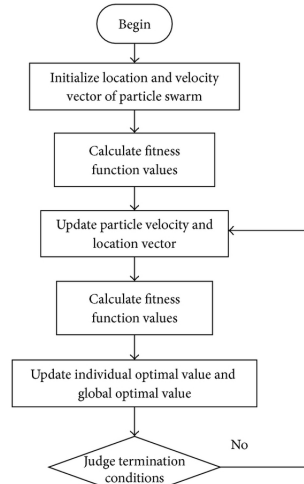 Begin
Initialize location and velocity
vector of particle swarm
Calculate fitness
function values
Update particle velocity and
location vector
Calculate fitness
function values
Update individual optimal value and
global optimal value
No
Judge termination
conditions